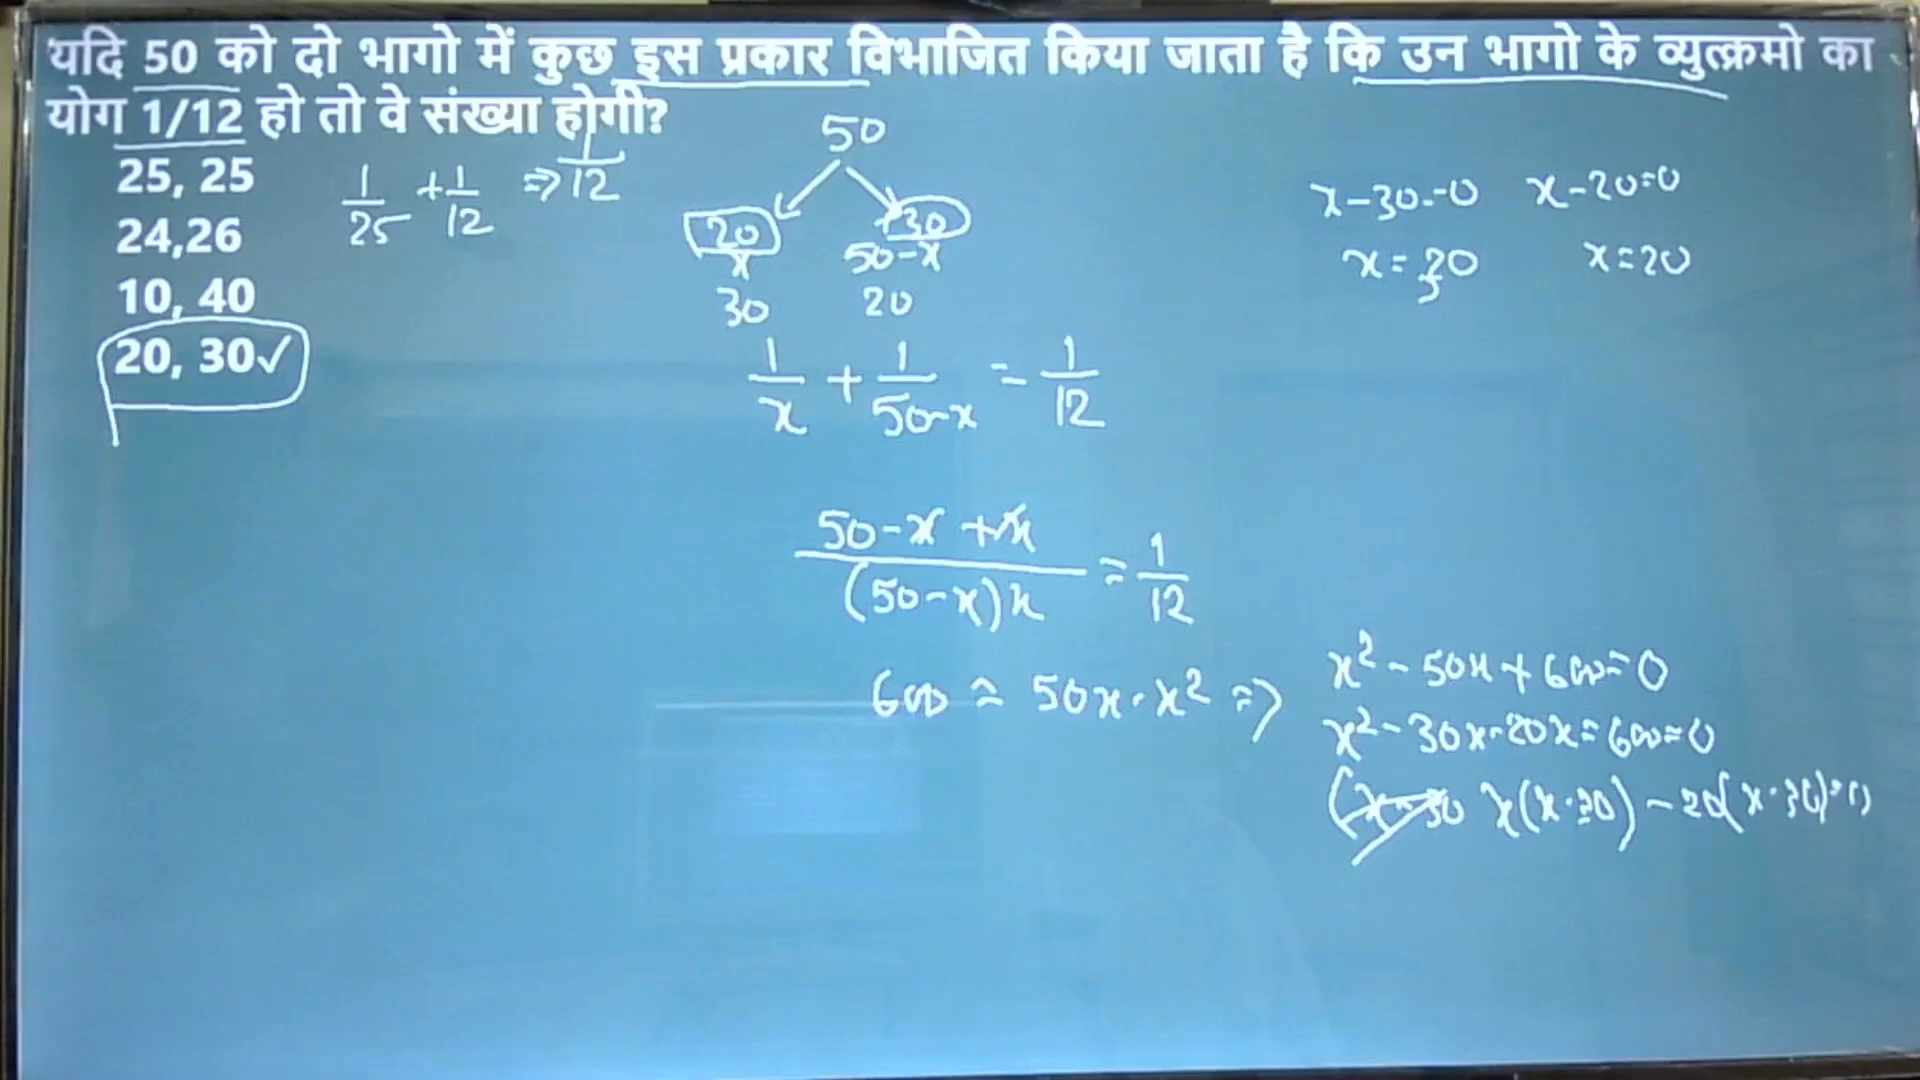 यदि 50 को दो भागो में कुछ इस प्रकार विभाजित किया जाता है कि उन भागो के व्युत्क्रमो का
योग 1/12 हो तो वे संख्या होगी?
25, 25
24,26
10, 40
20, 30✓
1/25 + 1/12 => 1/12
50
20 30
x 50-x
30 20
1/x + 1/50-x = 1/12
50-x+x/(50-x)x = 1/12
600 = 50x-x² =>
x-30=0 x-20=0
x=30 x=20
x²-50x+600=0
x²-30x-20x=600=0
(x-30 x(x-30)-20(x-30)=0